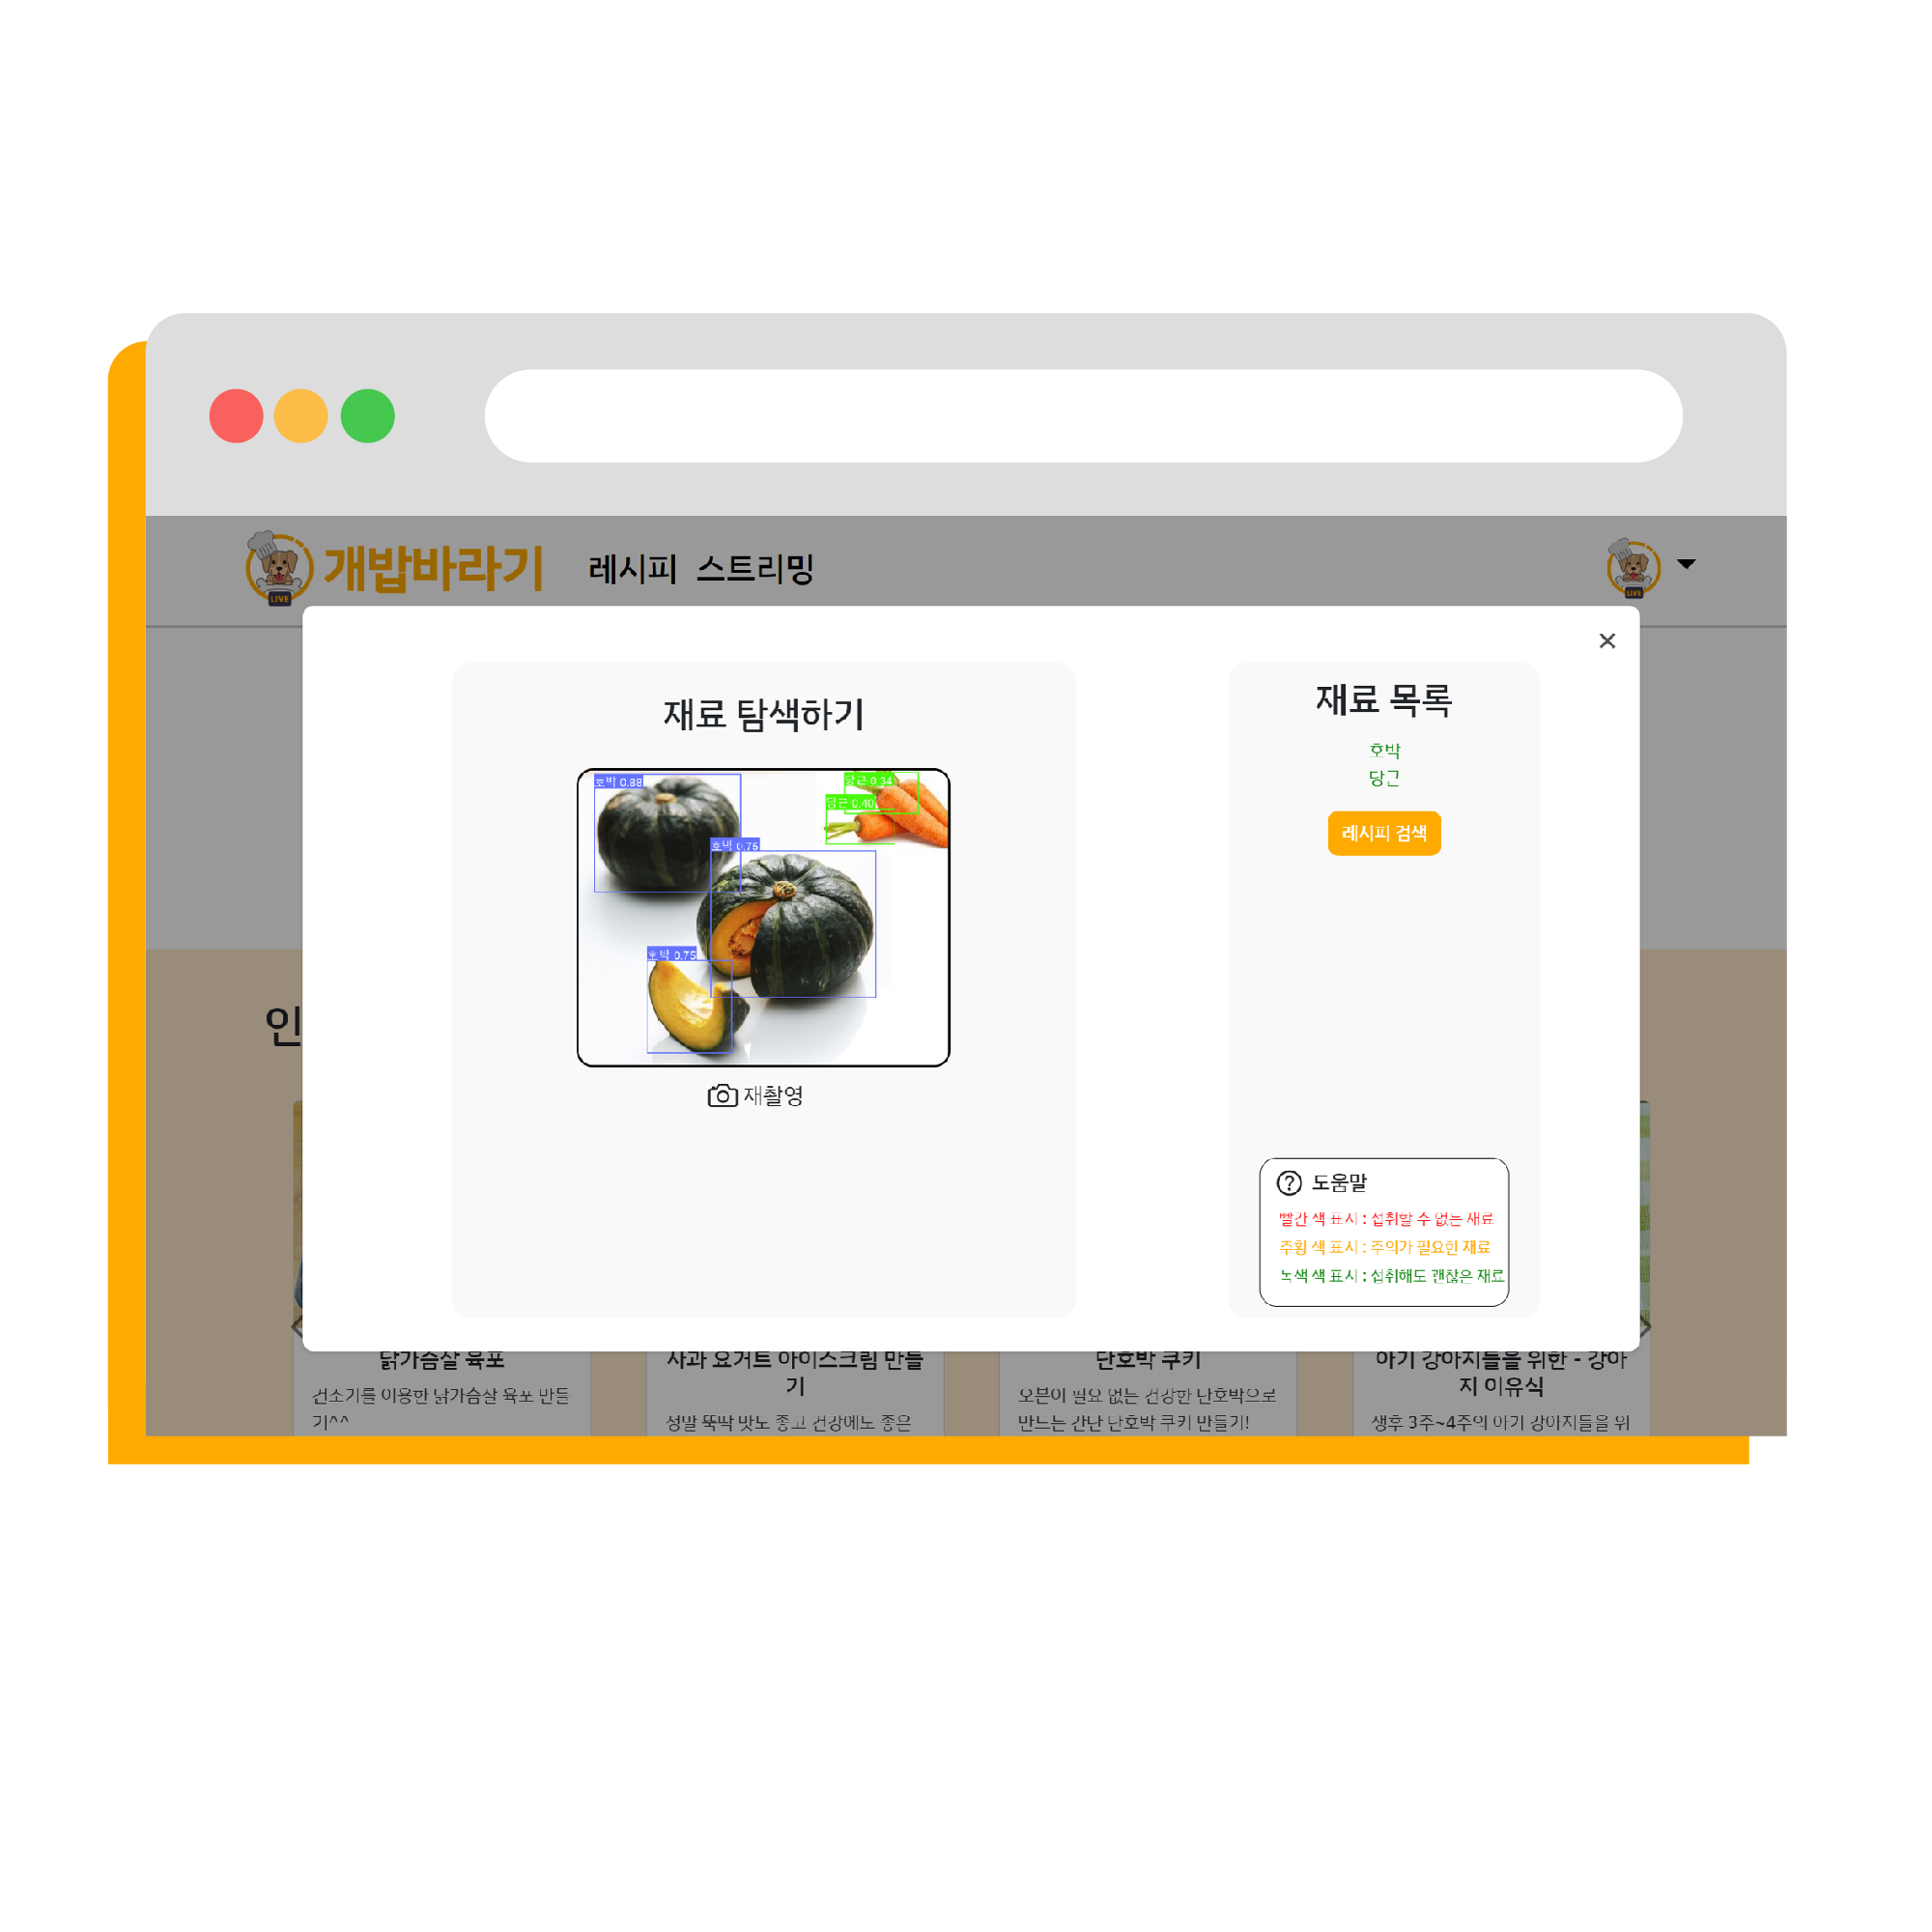 LIVE
개밥바라기
레시피 스트리밍
LIVE
재료 탐색하기
호박 0.88
당근 0.34
당근 0.40
호박 0.75
호박 0.75
재촬영
재료 목록
호박
당근
레시피 검색
도움말
빨간 색 표시 : 섭취할 수 없는 재료
주황 색 표시 : 주의가 필요한 재료
녹색 색 표시 : 섭취해도 괜찮은 재료
인
닭가슴살 육포
건조기를 이용한 닭가슴살 육포 만들
기^^
사과 요거트 아이스크림 만들
기
정말 뚝딱 맛도 좋고 건강에도 좋은
단호박 쿠키
오븐이 필요 없는 건강한 단호박으로
만드는 간단 단호박 쿠키 만들기!
아기 강아지들을 위한 - 강아
지 이유식
생후 3주~4주의 아기 강아지들을 위